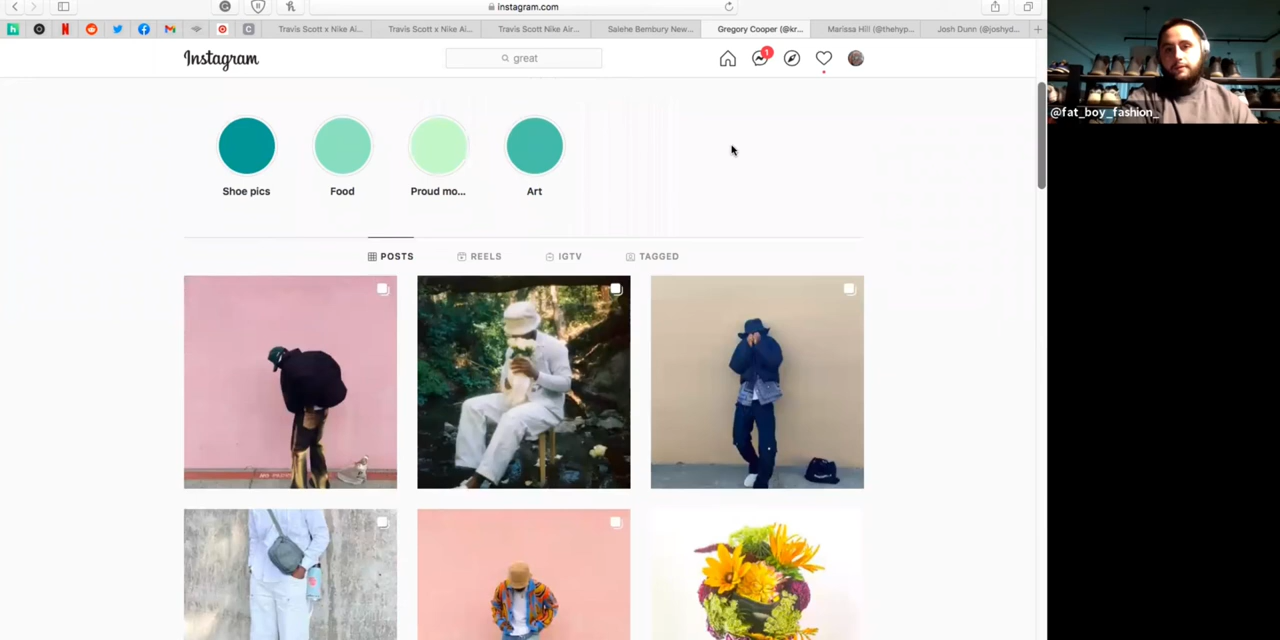 instagram.com
Travis Scott x Nike Ai...
Travis Scott x Nike Ai...
Travis Scott Nike Air...
Salehe Bembury New...
Gregory Cooper (@kr...
Marissa Hill (@thehyp...
Josh Dunn (@joshyd...
Instagram
great
1
@fat_boy_fashion_
Shoe pics
Food
Proud mo...
Art
POSTS
REELS
IGTV
TAGGED